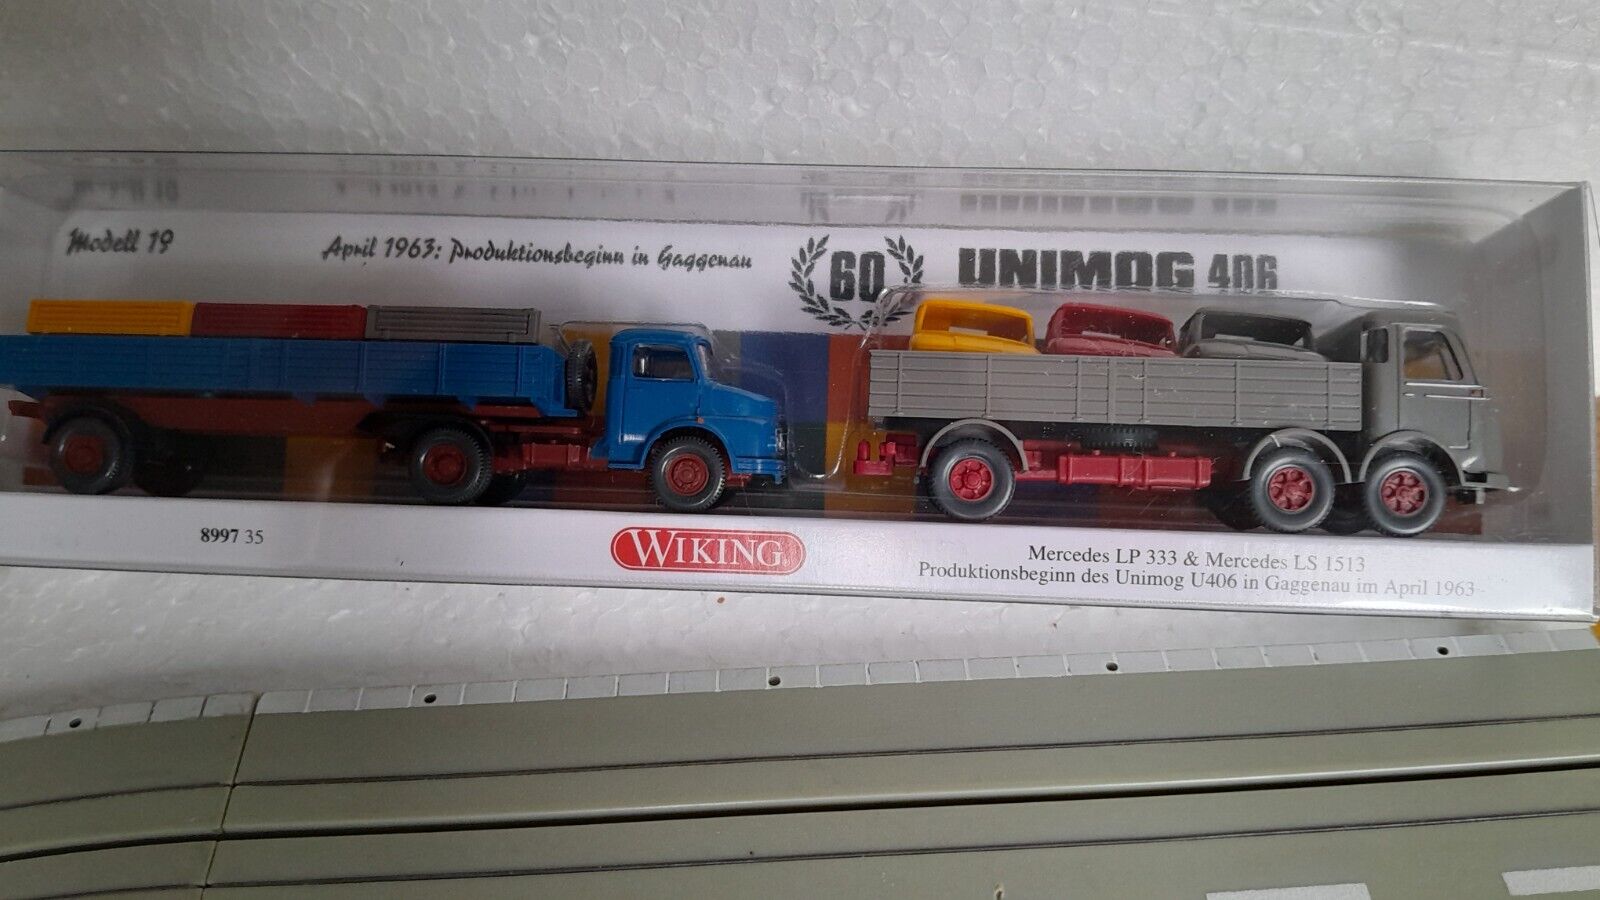 Modell 19
April 1963: Produktionsbeginn in Gaggenau
60
UNIMOG 406
8997 35
WIKING
Mercedes LP 333 & Mercedes LS 1513
Produktionsbeginn des Unimog U406 in Gaggenau im April 1963